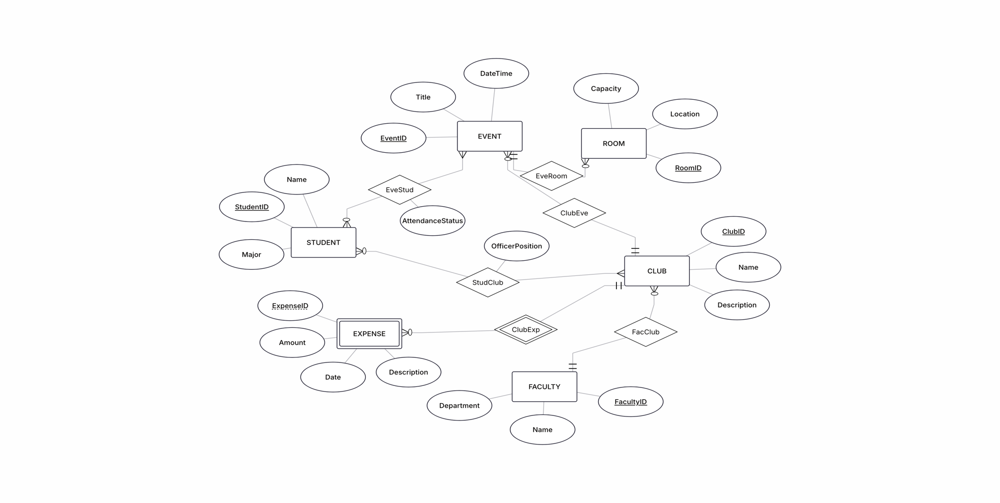 DateTime
Title
Capacity
Location
EventID
EVENT
ROOM
RoomID
Name
EveRoom
EveStud
StudentID
AttendanceStatus
ClubEve
ClubID
STUDENT
OfficerPosition
Major
Name
CLUB
StudClub
ExpenseID
Description
ClubExp
FacClub
EXPENSE
Amount
Description
Date
FACULTY
FacultyID
Department
Name